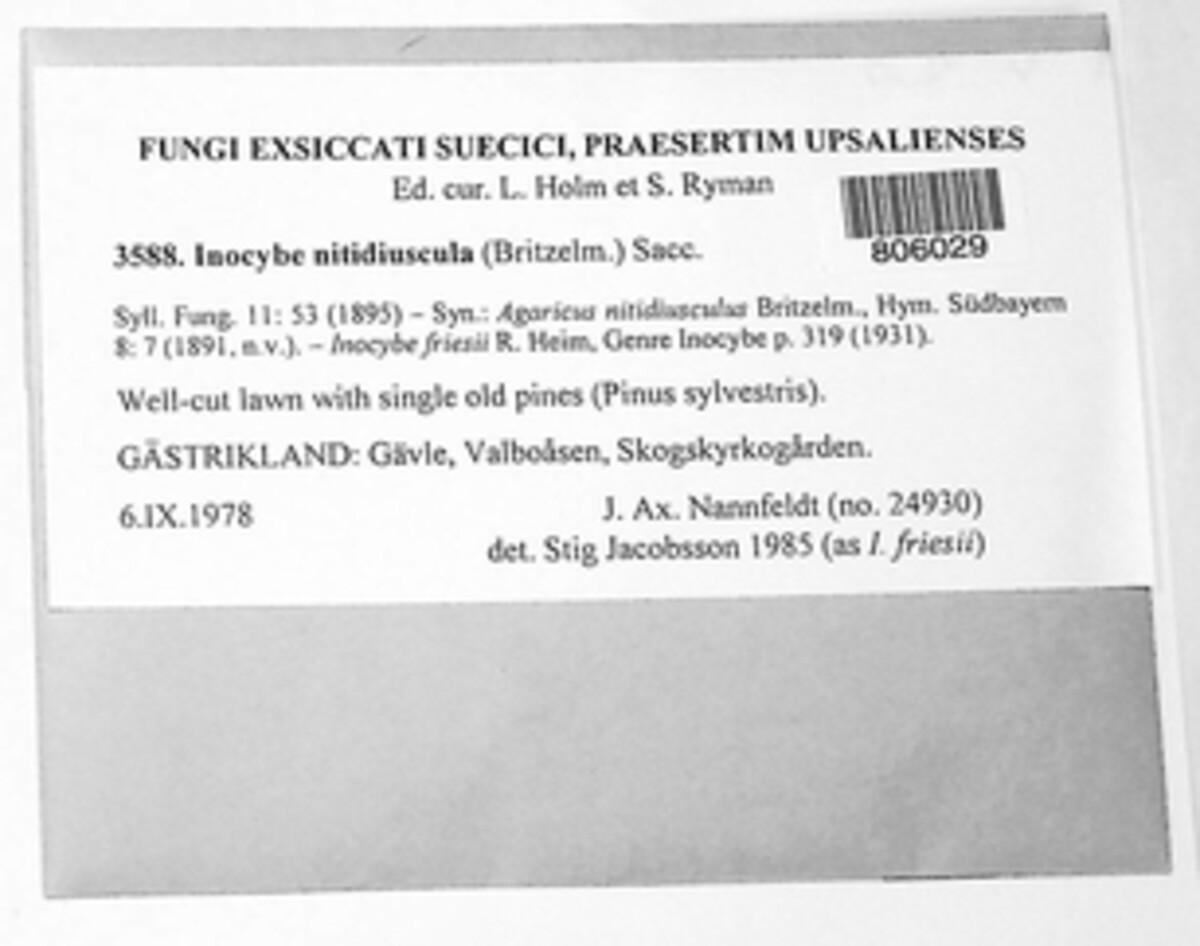 FUNGI EXSICCATI SUECICI, PRAESERTIM UPSALIENSES
Ed. cur. L. Holm et S. Ryman
806029
3588. Inocybe nitidiuscula (Britzelm.) Sacc.
Syll. Fung. 11: 53 (1895) – Syn.: Agaricus nitidiusculus Britzelm., Hym. Südbayern
8: 7 (1891, n.v.). – Inocybe friesii R. Heim, Genre Inocybe p. 319 (1931).
Well-cut lawn with single old pines (Pinus sylvestris).
GÄSTRIKLAND: Gävle, Valboåsen, Skogskyrkogården.
6.IX.1978
J. Ax. Nannfeldt (no. 24930)
det. Stig Jacobsson 1985 (as I. friesii)